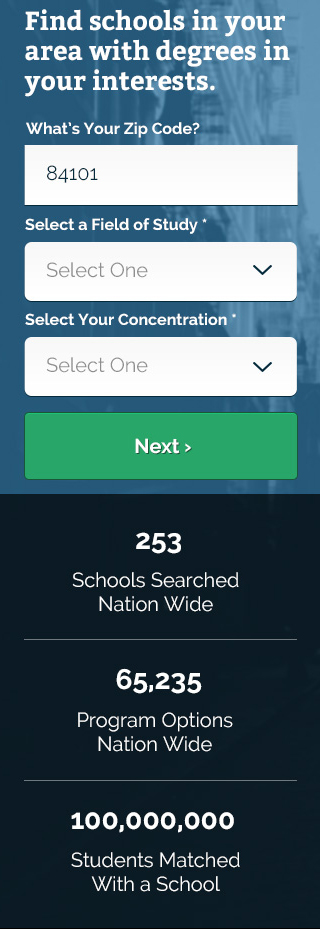 Find schools in your
area with degrees in
your interests.
What's Your Zip Code?
84101
Select a Field of Study *
Select One
Select Your Concentration *
Select One
Next ›
253
Schools Searched
Nation Wide
65,235
Program Options
Nation Wide
100,000,000
Students Matched
With a School